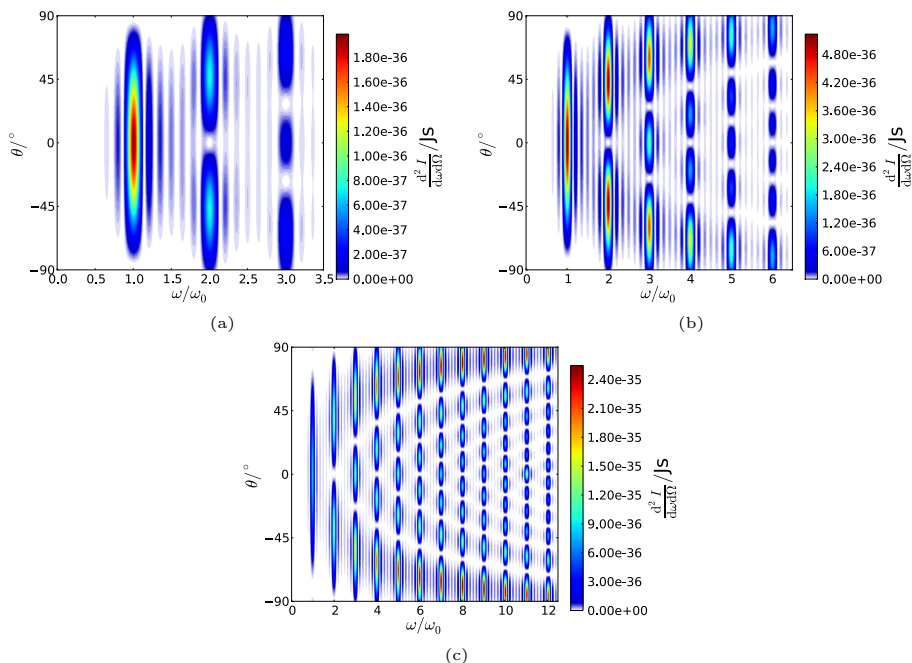 90
45
0
−45
−90
θ/°
0.0 0.5 1.0 1.5 2.0 2.5 3.0 3.5
ω/ω₀
1.80e-36
1.60e-36
1.40e-36
1.20e-36
1.00e-36
8.00e-37
6.00e-37
4.00e-37
2.00e-37
0.00e+00
d² I / dωdΩ /Js
(a)
90
45
0
−45
−90
θ/°
1 2 3 4 5 6
ω/ω₀
4.80e-36
4.20e-36
3.60e-36
3.00e-36
2.40e-36
1.80e-36
1.20e-36
6.00e-37
0.00e+00
d² I / dωdΩ /Js
(b)
90
45
0
−45
−90
θ/°
0 2 4 6 8 10 12
ω/ω₀
2.40e-35
2.10e-35
1.80e-35
1.50e-35
1.20e-35
9.00e-36
6.00e-36
3.00e-36
0.00e+00
d² I / dωdΩ /Js
(c)